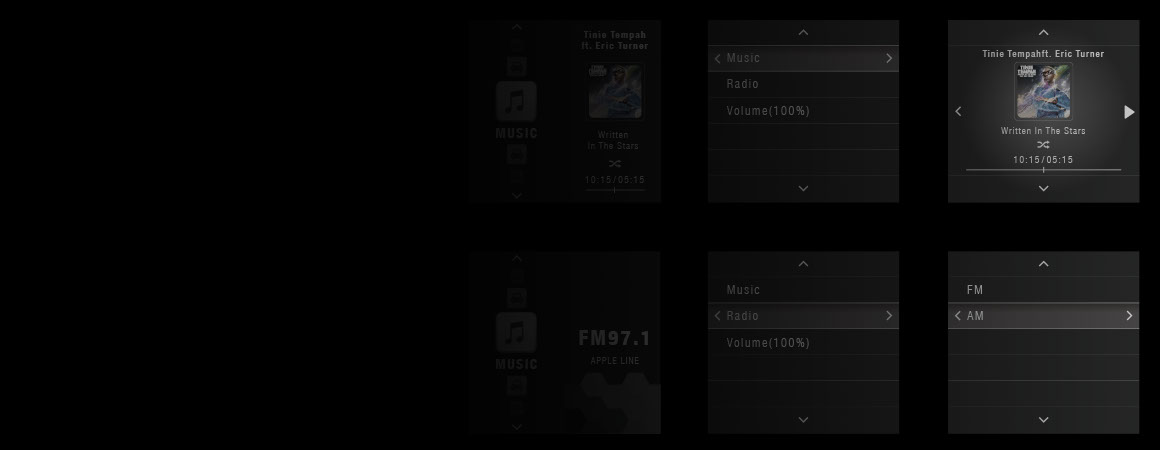 Tinie Tempah
ft. Eric Turner
MUSIC
Written
In The Stars
10:15/05:15
Music
Radio
Volume(100%)
Tinie Tempahft. Eric Turner
TINIE
TEMPAH
Written In The Stars
10:15/05:15
MUSIC
FM97.1
APPLE LINE
Music
Radio
Volume(100%)
FM
AM